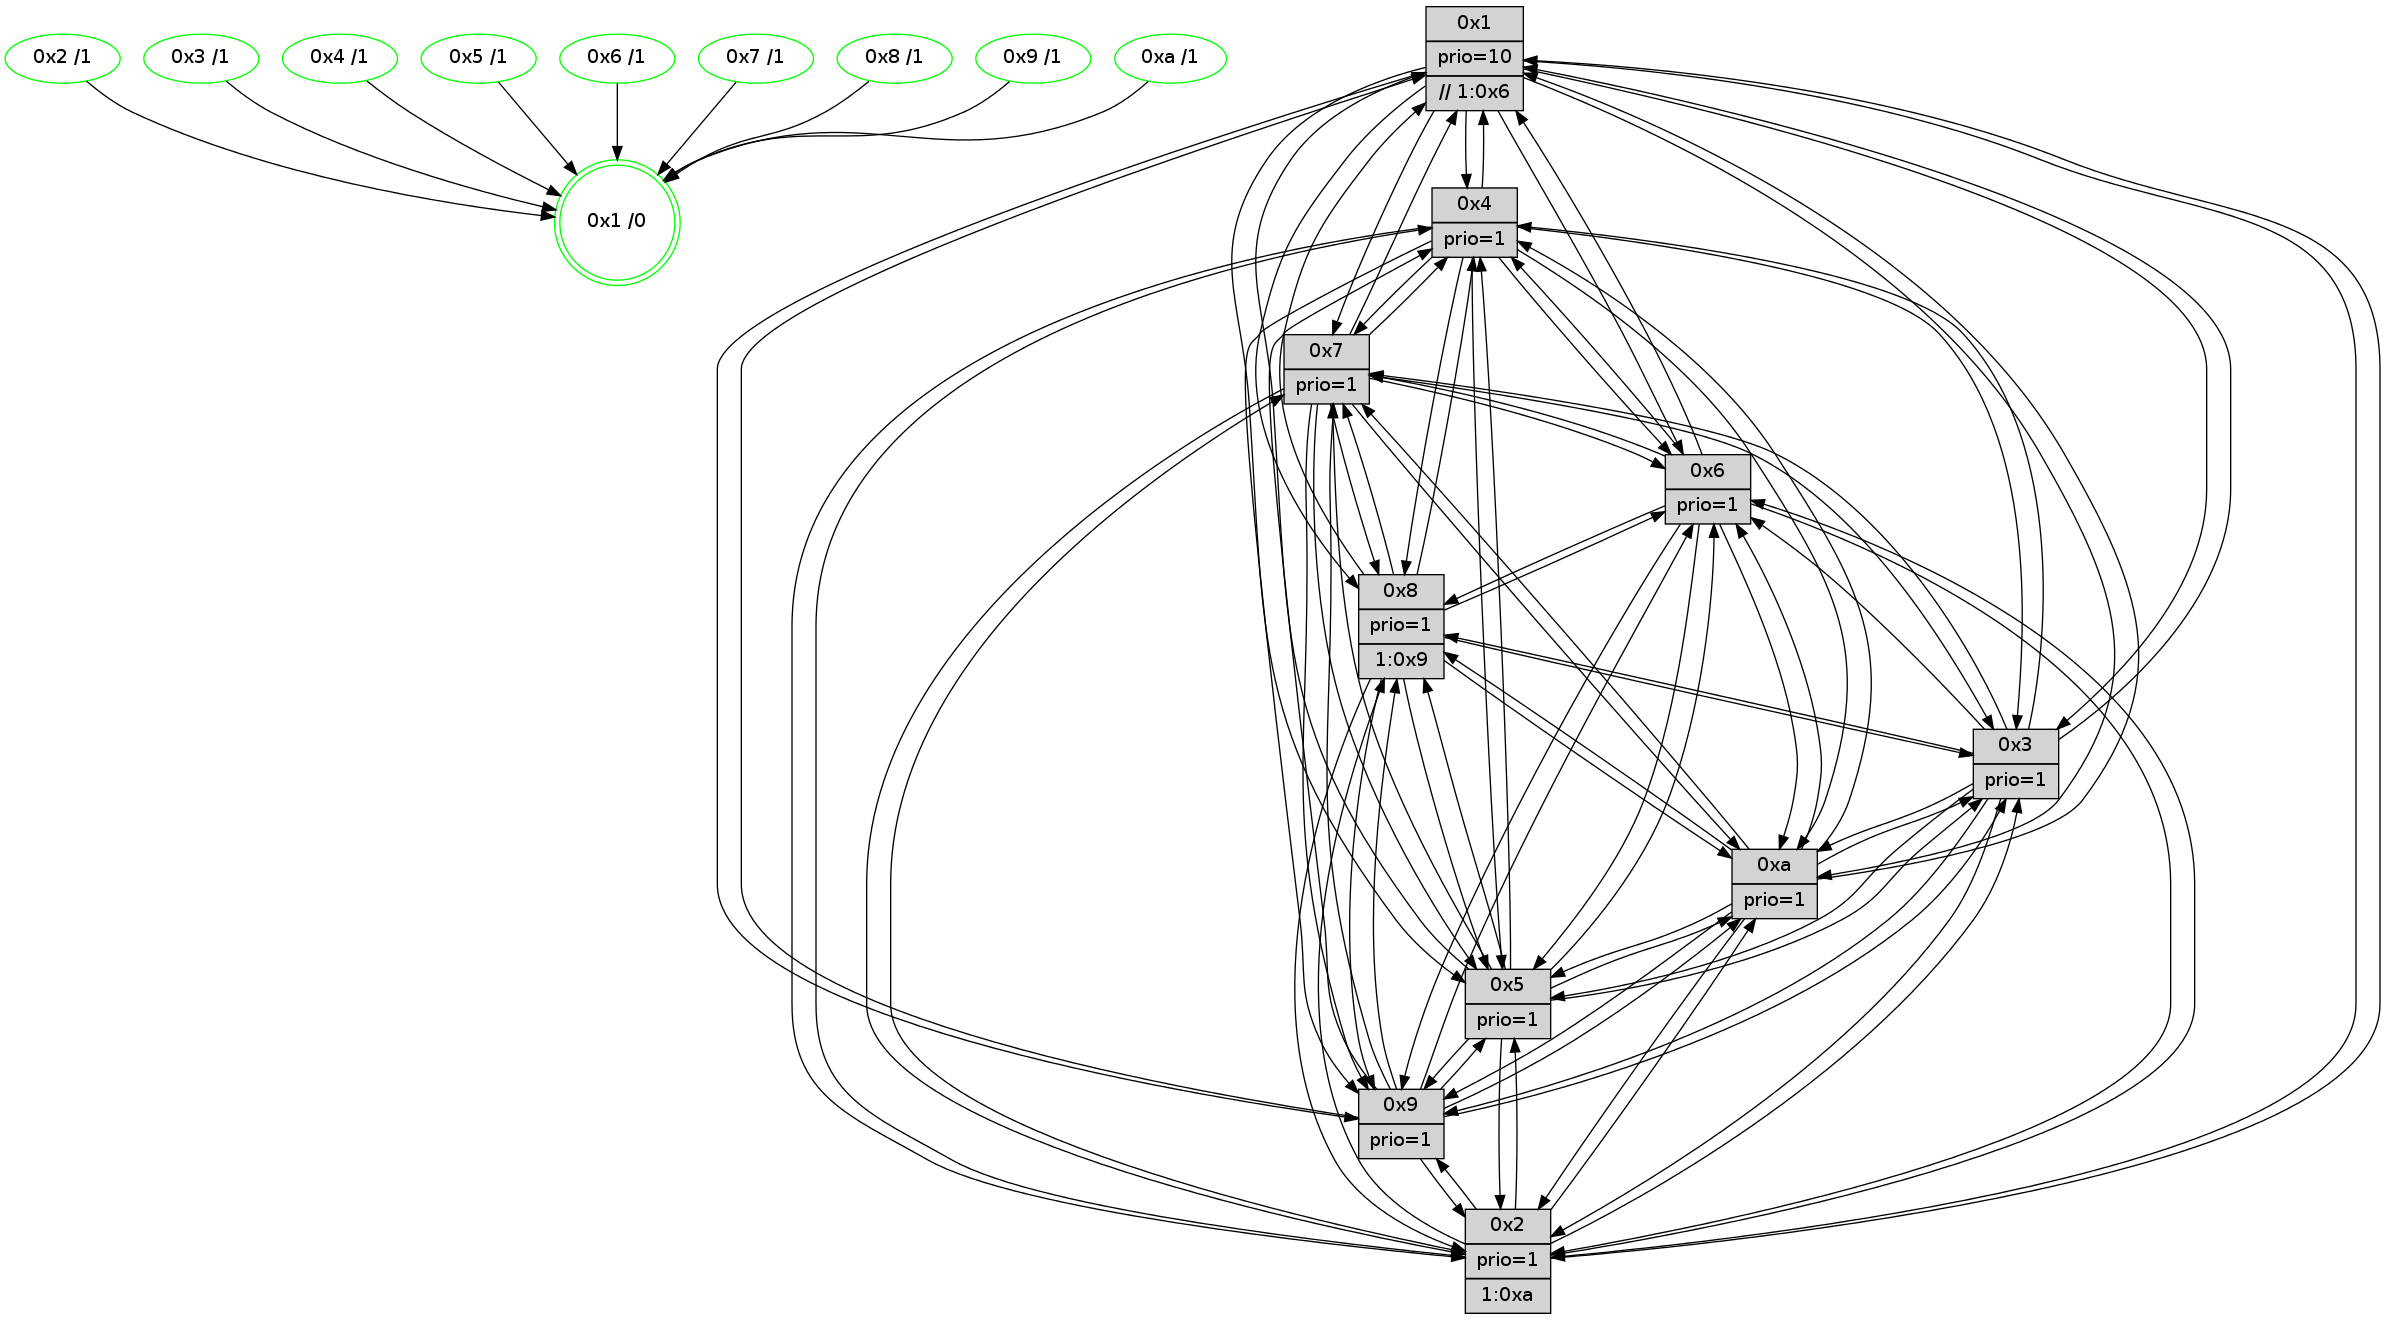 0x2 /1
0x3 /1
0x4 /1
0x5 /1
0x6 /1
0x7 /1
0x8 /1
0x9 /1
0xa /1
0x1 /0
0x1
prio=10
// 1:0x6
0x4
prio=1
0x7
prio=1
0x6
prio=1
0x8
prio=1
1:0x9
0x3
prio=1
0xa
prio=1
0x5
prio=1
0x9
prio=1
0x2
prio=1
1:0xa